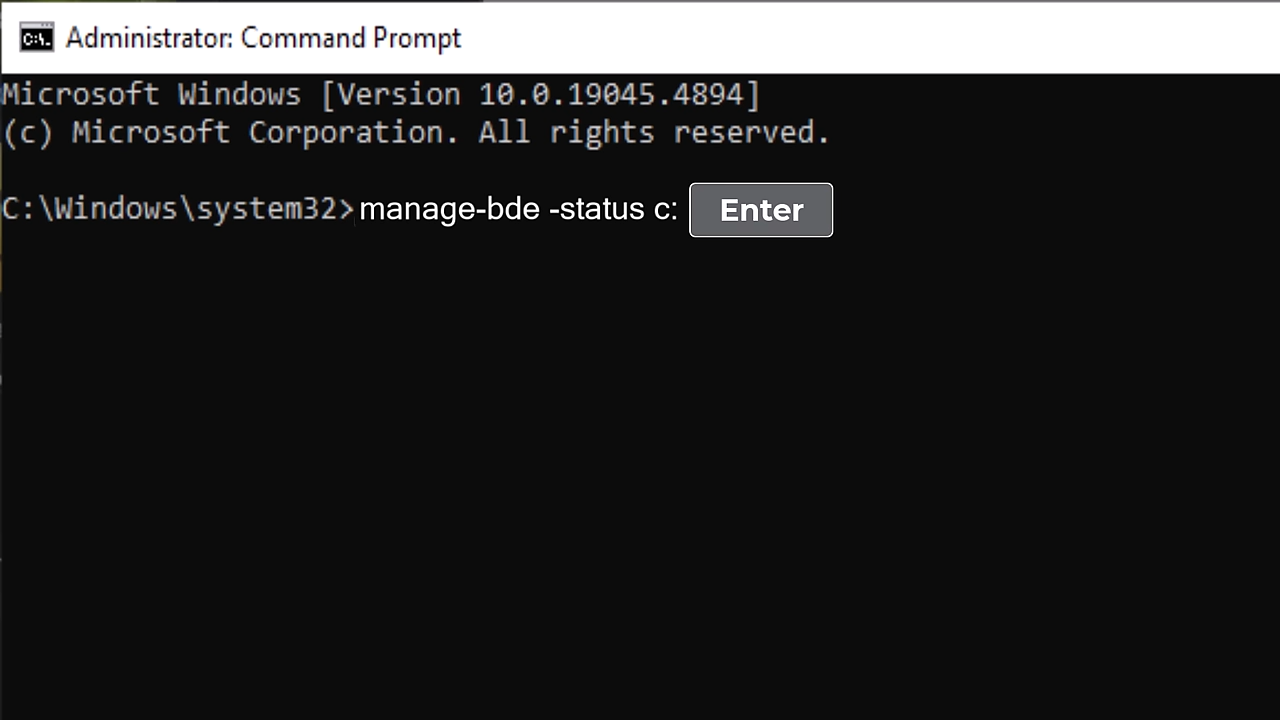 Administrator: Command Prompt
Microsoft Windows [Version 10.0.19045.4894]
(c) Microsoft Corporation. All rights reserved.
C:\Windows\system32>manage-bde -status c: Enter